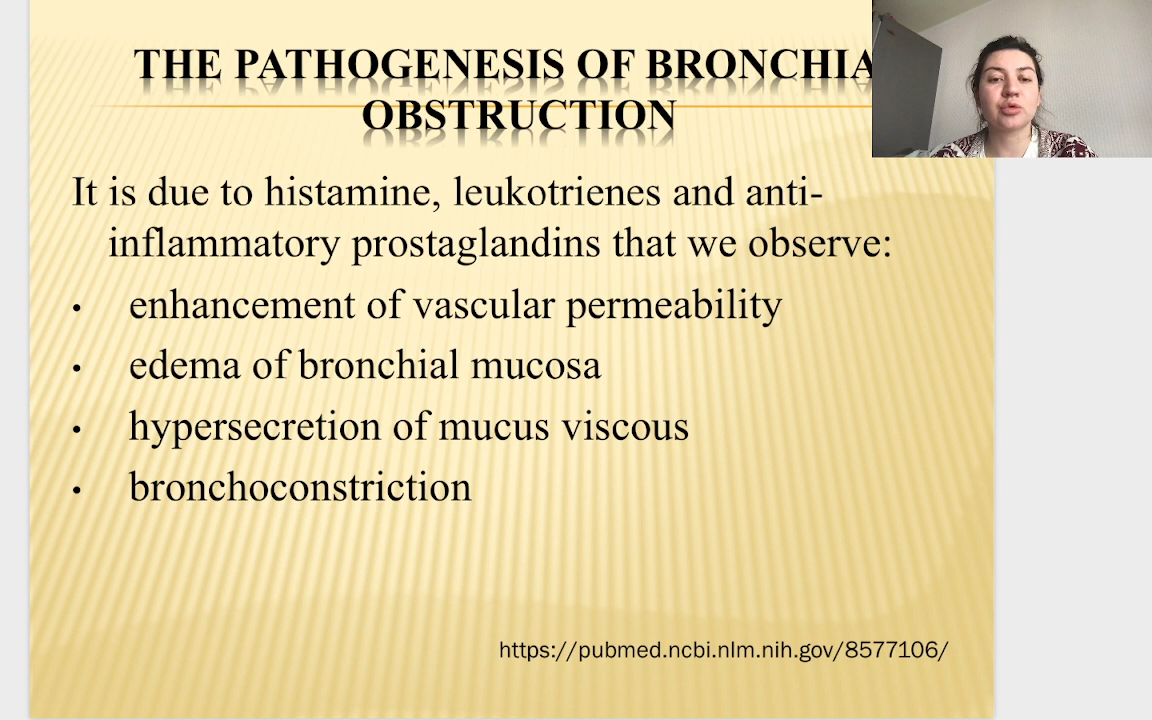 THE PATHOGENESIS OF BRONCHIA
OBSTRUCTION
It is due to histamine, leukotrienes and anti-
inflammatory prostaglandins that we observe:
• enhancement of vascular permeability
• edema of bronchial mucosa
• hypersecretion of mucus viscous
• bronchoconstriction
https://pubmed.ncbi.nlm.nih.gov/8577106/